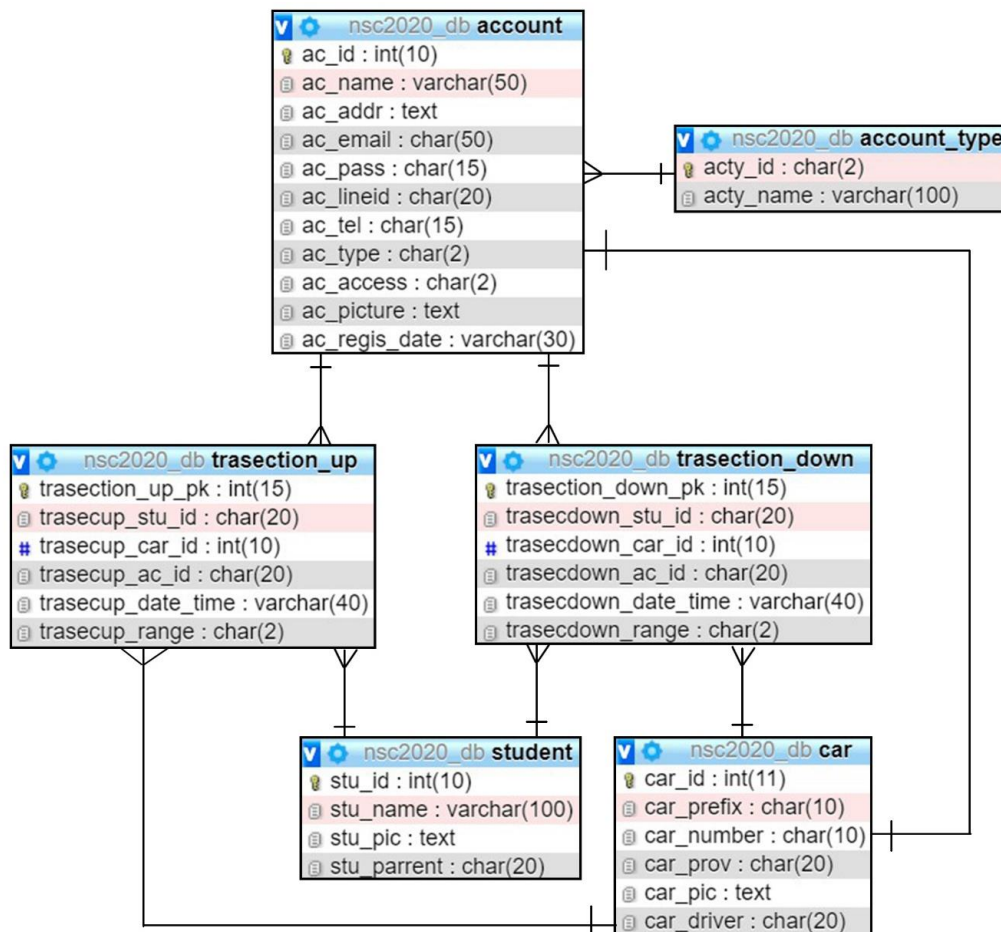 nsc2020_db account
ac_id : int(10)
ac_name : varchar(50)
ac_addr : text
ac_email : char(50)
ac_pass : char(15)
ac_lineid : char(20)
ac_tel : char(15)
ac_type : char(2)
ac_access : char(2)
ac_picture : text
ac_regis_date : varchar(30)
nsc2020_db account_type
acty_id : char(2)
acty_name : varchar(100)
nsc2020_db trasection_up
trasection_up_pk : int(15)
trasecup_stu_id : char(20)
# trasecup_car_id : int(10)
trasecup_ac_id : char(20)
trasecup_date_time : varchar(40)
trasecup_range : char(2)
nsc2020_db trasection_down
trasection_down_pk : int(15)
trasecdown_stu_id : char(20)
# trasecdown_car_id : int(10)
trasecdown_ac_id : char(20)
trasecdown_date_time : varchar(40)
trasecdown_range : char(2)
nsc2020_db student
stu_id : int(10)
stu_name : varchar(100)
stu_pic : text
stu_parrent : char(20)
nsc2020_db car
car_id : int(11)
car_prefix : char(10)
car_number : char(10)
car_prov : char(20)
car_pic : text
car_driver : char(20)